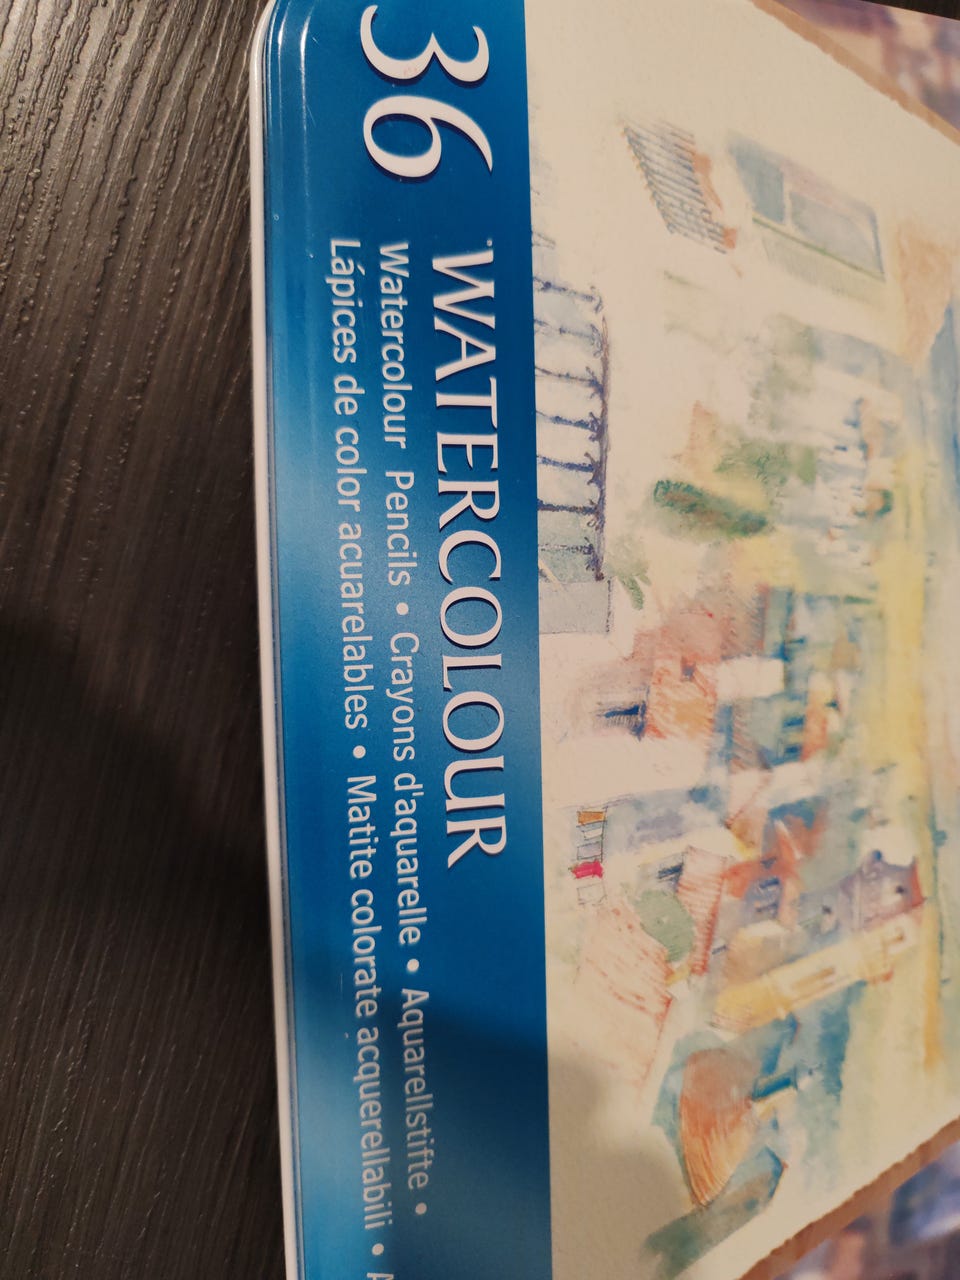 36 WATERCOLOUR
Watercolour Pencils • Crayons d'aquarelle • Aquarellstifte •
Lápices de color acuarelables • Matite colorate acquerellabili •